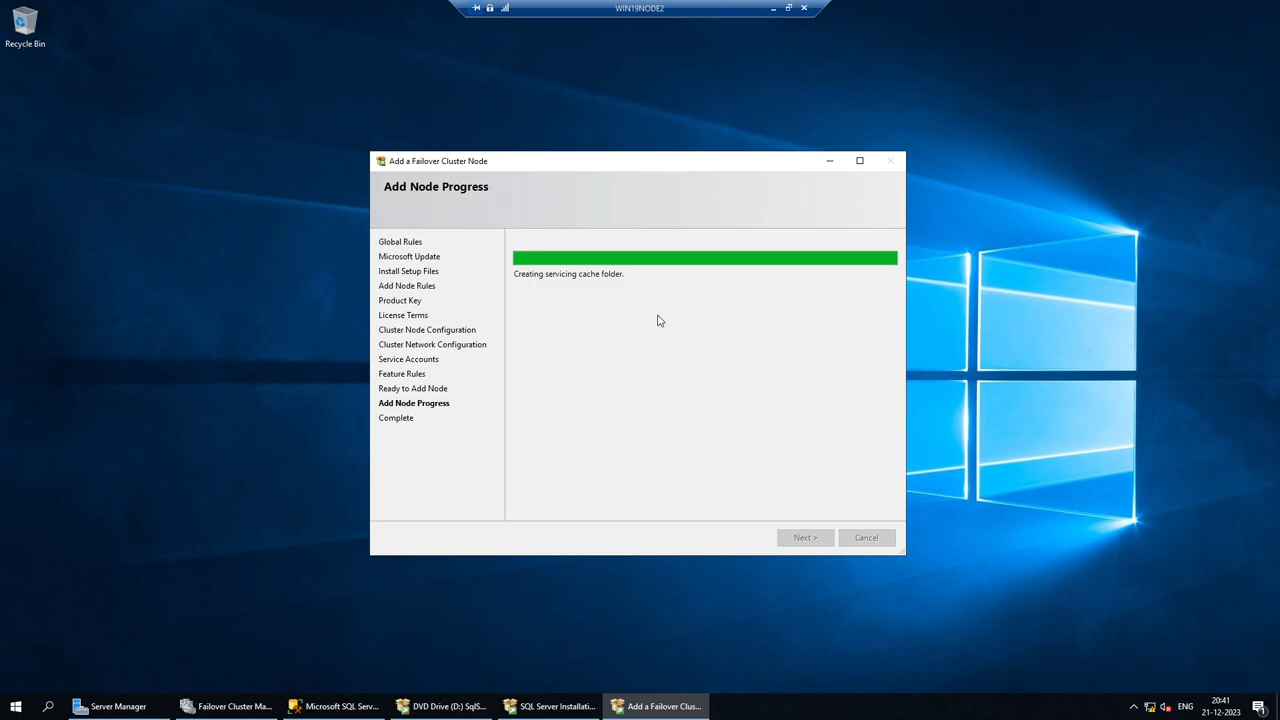 WIN19NODE2
Recycle Bin
Add a Failover Cluster Node
Add Node Progress
Global Rules
Microsoft Update
Install Setup Files
Add Node Rules
Product Key
License Terms
Cluster Node Configuration
Cluster Network Configuration
Service Accounts
Feature Rules
Ready to Add Node
Add Node Progress
Complete
Creating servicing cache folder.
Next >
Cancel
Server Manager
Failover Cluster Ma...
Microsoft SQL Serv...
DVD Drive (D:) SqlS...
SQL Server Installati...
Add a Failover Clus...
ENG
20:41
21-12-2023
1